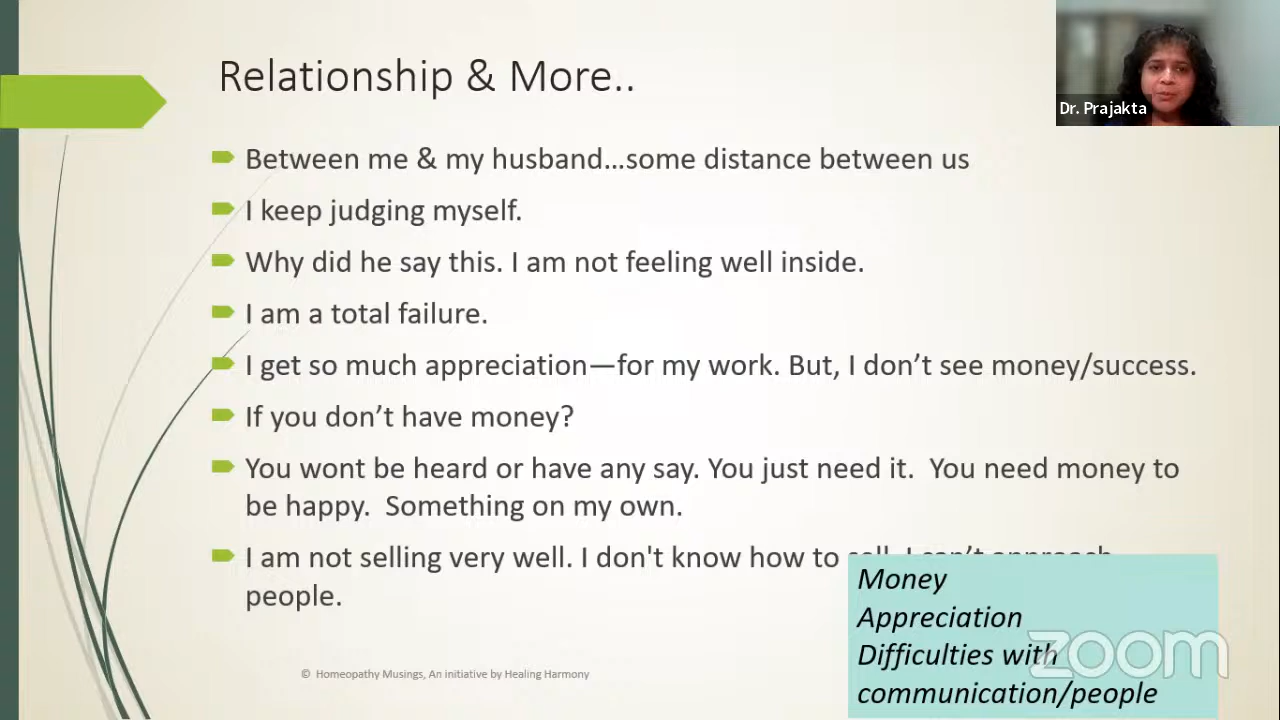 Relationship & More..
Dr. Prajakta
Between me & my husband…some distance between us
I keep judging myself.
Why did he say this. I am not feeling well inside.
I am a total failure.
I get so much appreciation—for my work. But, I don’t see money/success.
If you don’t have money?
You wont be heard or have any say. You just need it.  You need money to
be happy.  Something on my own.
I am not selling very well. I don't know how to sell. I can’t approach
people.
Money
Appreciation
Difficulties with
communication/people
zoom
© Homeopathy Musings, An initiative by Healing Harmony